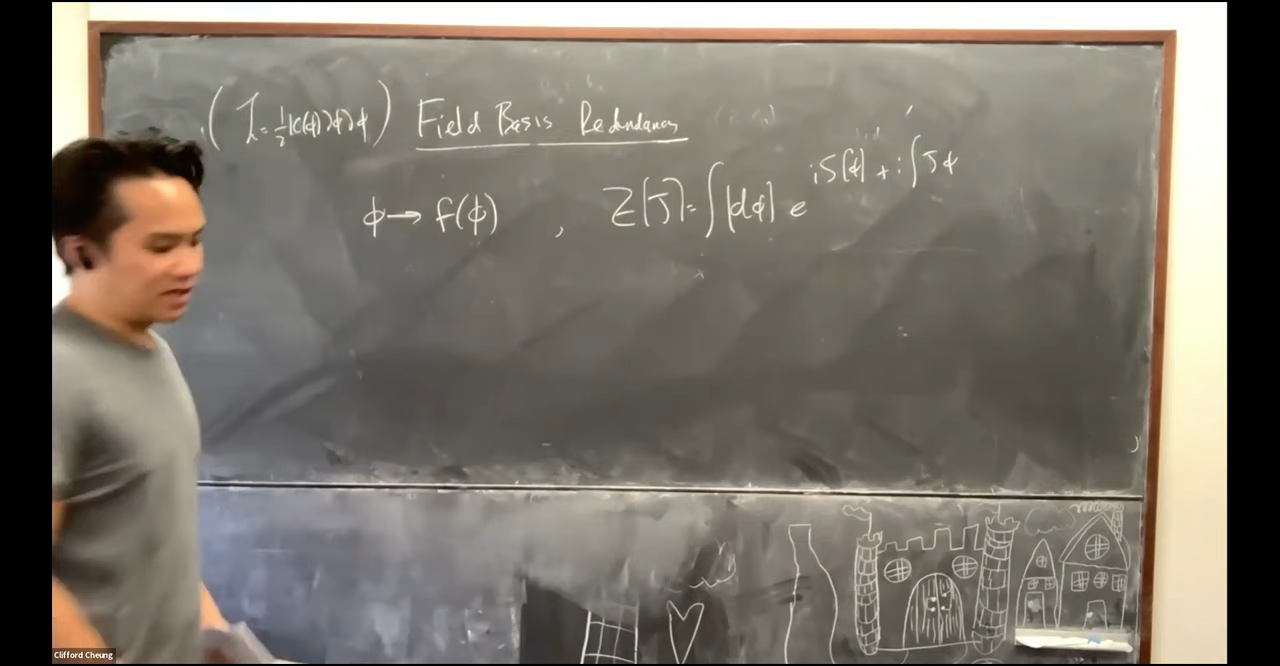 (L = ½K(φ)∂φ∂φ) Field Basis Redundancy
φ → f(φ) , Z[J] = ∫[dφ] e^{iS[φ] + i∫Jφ}
Clifford Cheung